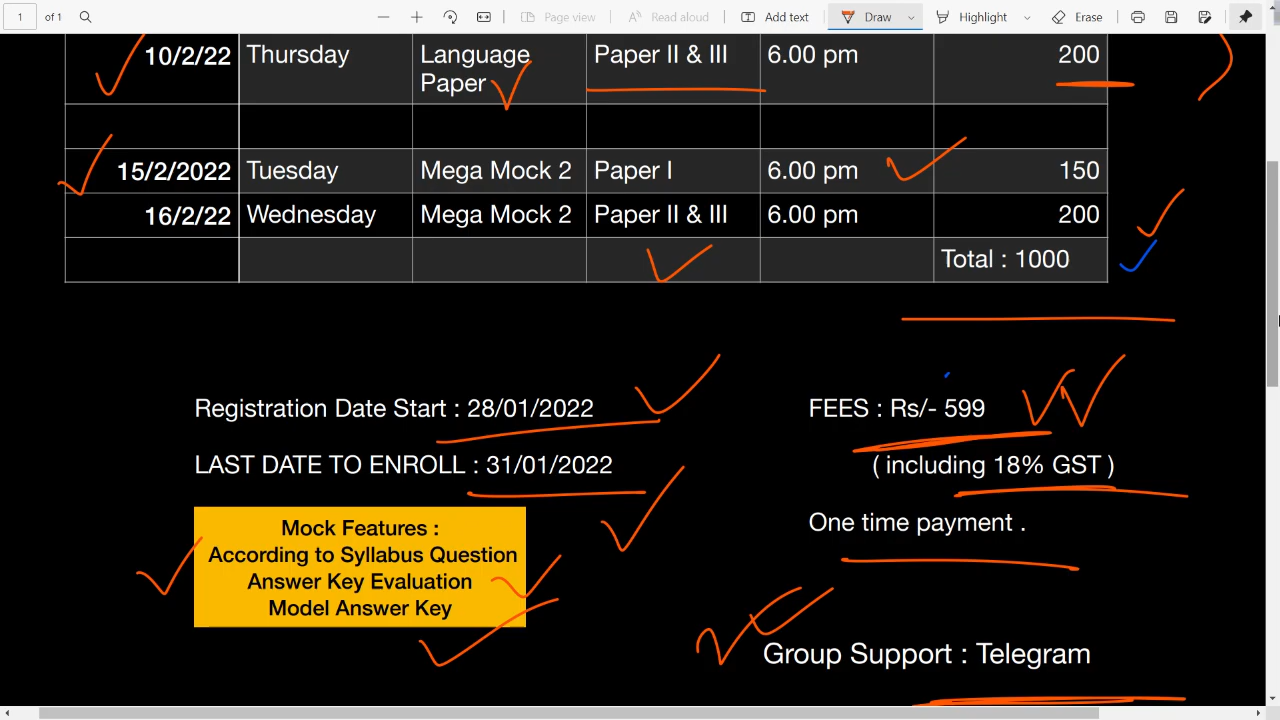 1 of 1 Page view Read aloud Add text Draw Highlight Erase
10/2/22 Thursday Language Paper II & III 6.00 pm 200
Paper
15/2/2022 Tuesday Mega Mock 2 Paper I 6.00 pm 150
16/2/22 Wednesday Mega Mock 2 Paper II & III 6.00 pm 200
Total : 1000
Registration Date Start : 28/01/2022
FEES : Rs/- 599
LAST DATE TO ENROLL : 31/01/2022
( including 18% GST )
One time payment .
Mock Features :
According to Syllabus Question
Answer Key Evaluation
Model Answer Key
Group Support : Telegram